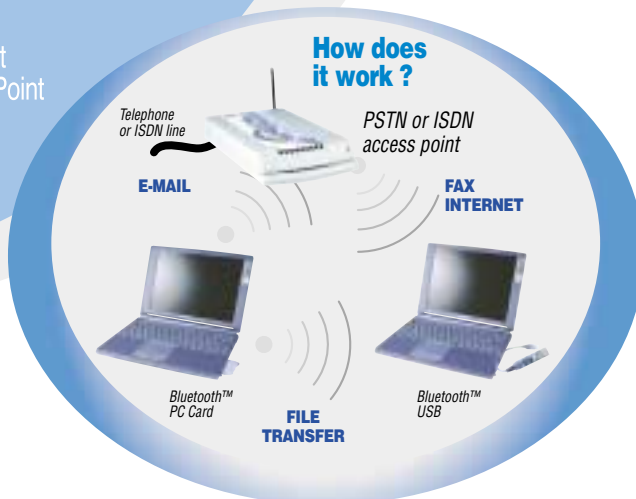 t
Point
How does
it work ?
Telephone
or ISDN line
PSTN or ISDN
access point
E-MAIL
FAX
INTERNET
Bluetooth™
PC Card
Bluetooth™
USB
FILE
TRANSFER